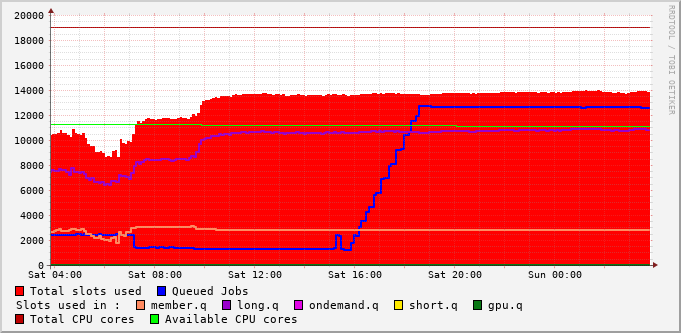 20000
18000
16000
14000
12000
10000
8000
6000
4000
2000
0
Sat 04:00 Sat 08:00 Sat 12:00 Sat 16:00 Sat 20:00 Sun 00:00
RRDTOOL / TOBI OETIKER
Total slots used Queued Jobs
Slots used in : member.q long.q ondemand.q short.q gpu.q
Total CPU cores Available CPU cores